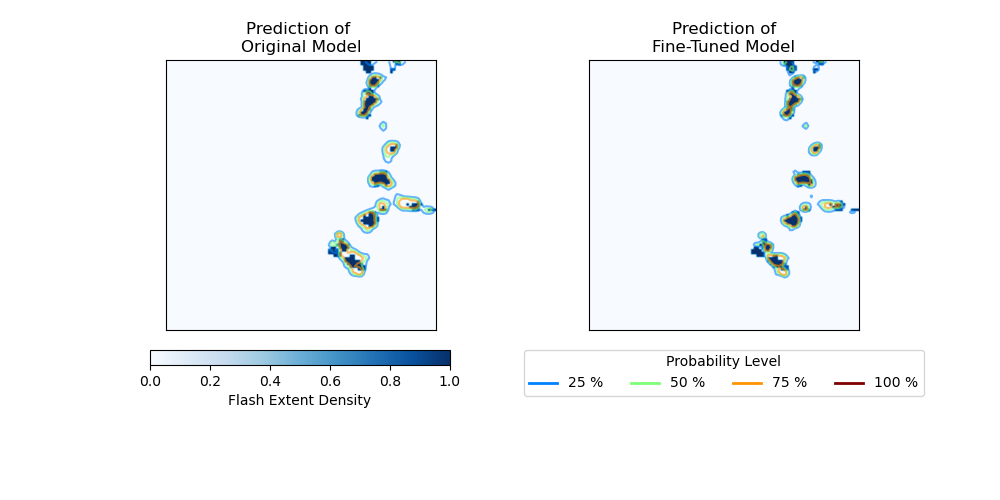 Prediction of
Original Model
Prediction of
Fine-Tuned Model
0.0 0.2 0.4 0.6 0.8 1.0
Flash Extent Density
Probability Level
25 % 50 % 75 % 100 %